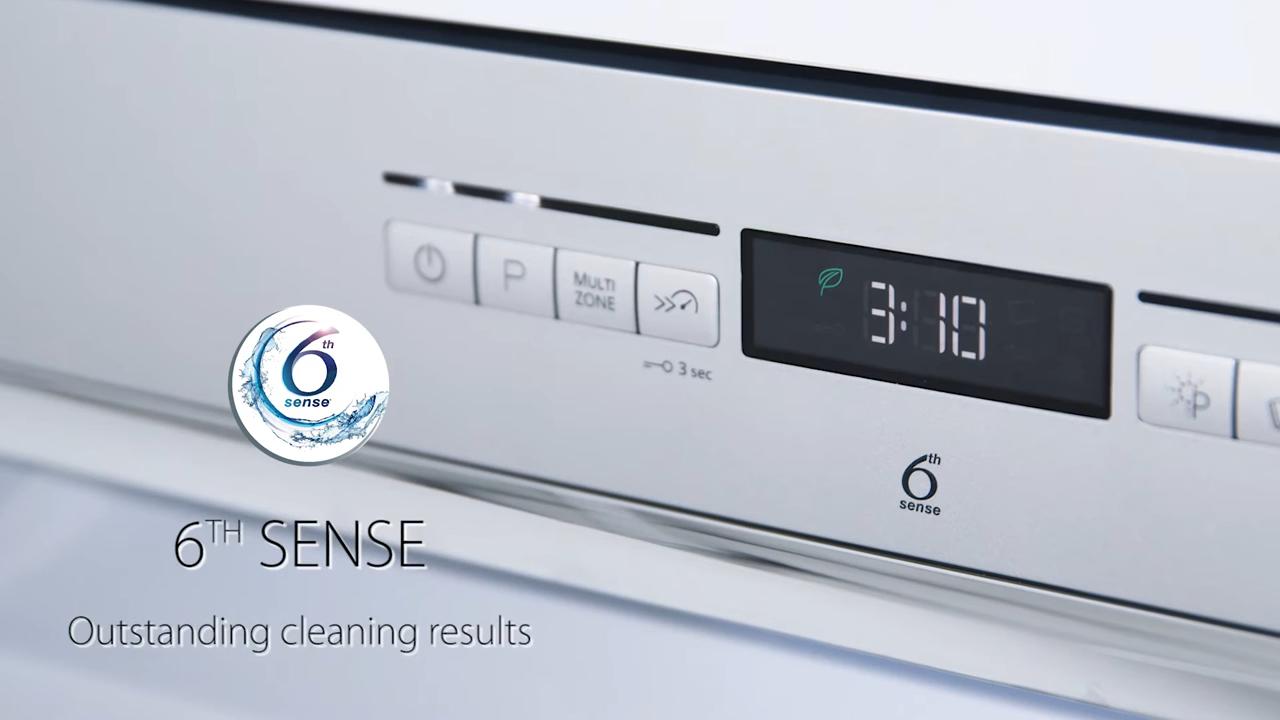 P
MULTI
ZONE
3 sec
3:10
P
6th
sense
6th
sense
6TH SENSE
Outstanding cleaning results